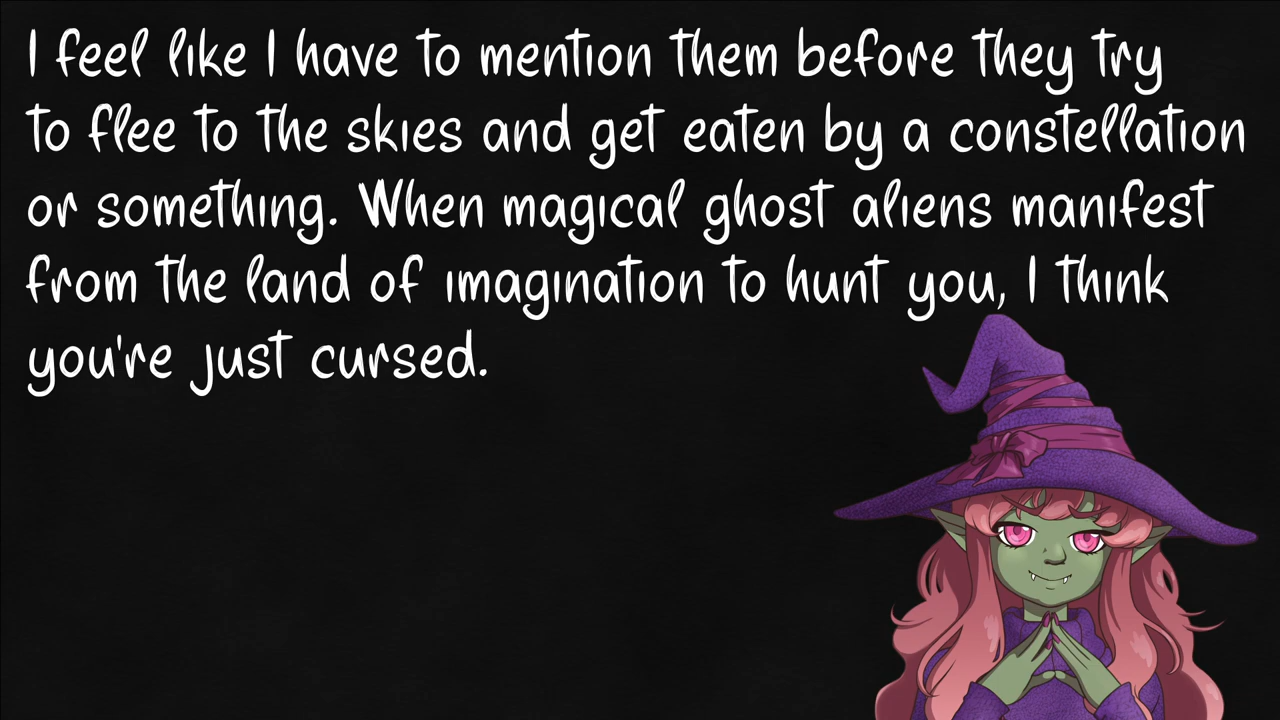 I feel like I have to mention them before they try
to flee to the skies and get eaten by a constellation
or something. When magical ghost aliens manifest
from the land of imagination to hunt you, I think
you're just cursed.